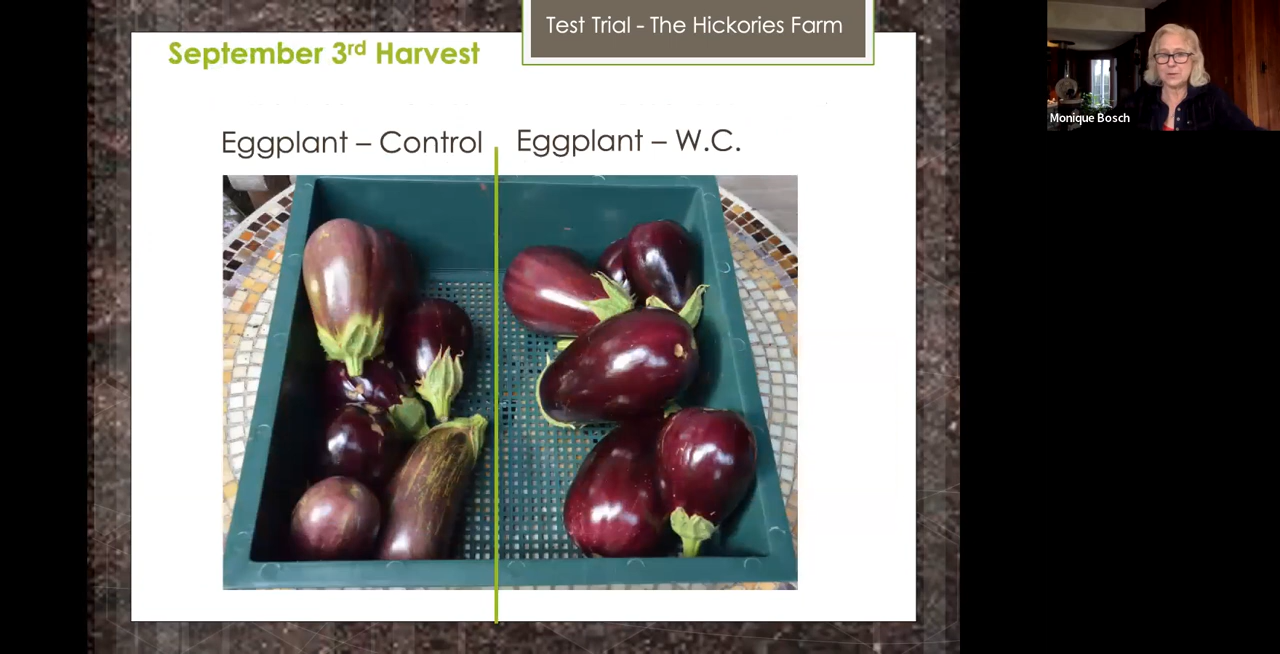 Test Trial - The Hickories Farm
September 3rd Harvest
Eggplant – Control
Eggplant – W.C.
Monique Bosch